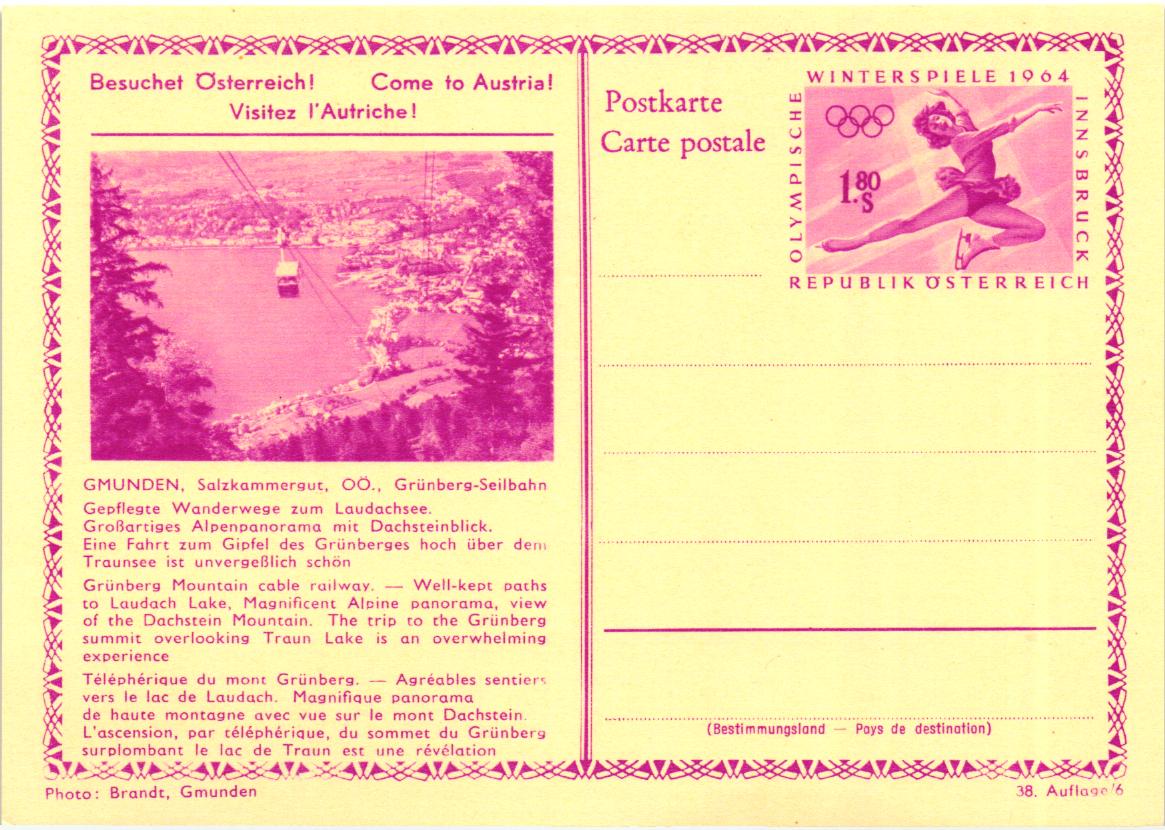 Besuchet Österreich! Come to Austria!
Visitez l'Autriche!
GMUNDEN, Salzkammergut, OÖ., Grünberg-Seilbahn
Gepflegte Wanderwege zum Laudachsee.
Großartiges Alpenpanorama mit Dachsteinblick.
Eine Fahrt zum Gipfel des Grünberges hoch über dem
Traunsee ist unvergeßlich schön
Grünberg Mountain cable railway. — Well-kept paths
to Laudach Lake, Magnificent Alpine panorama, view
of the Dachstein Mountain. The trip to the Grünberg
summit overlooking Traun Lake is an overwhelming
experience
Téléphérique du mont Grünberg. — Agréables sentiers
vers le lac de Laudach. Magnifique panorama
de haute montagne avec vue sur le mont Dachstein.
L'ascension, par téléphérique, du sommet du Grünberg
surplombant le lac de Traun est une révélation
Photo: Brandt, Gmunden
Postkarte
Carte postale
WINTERSPIELE 1964
OLYMPISCHE
INNSBRUCK
1.80
S
REPUBLIK ÖSTERREICH
(Bestimmungsland — Pays de destination)
38. Auflage/6